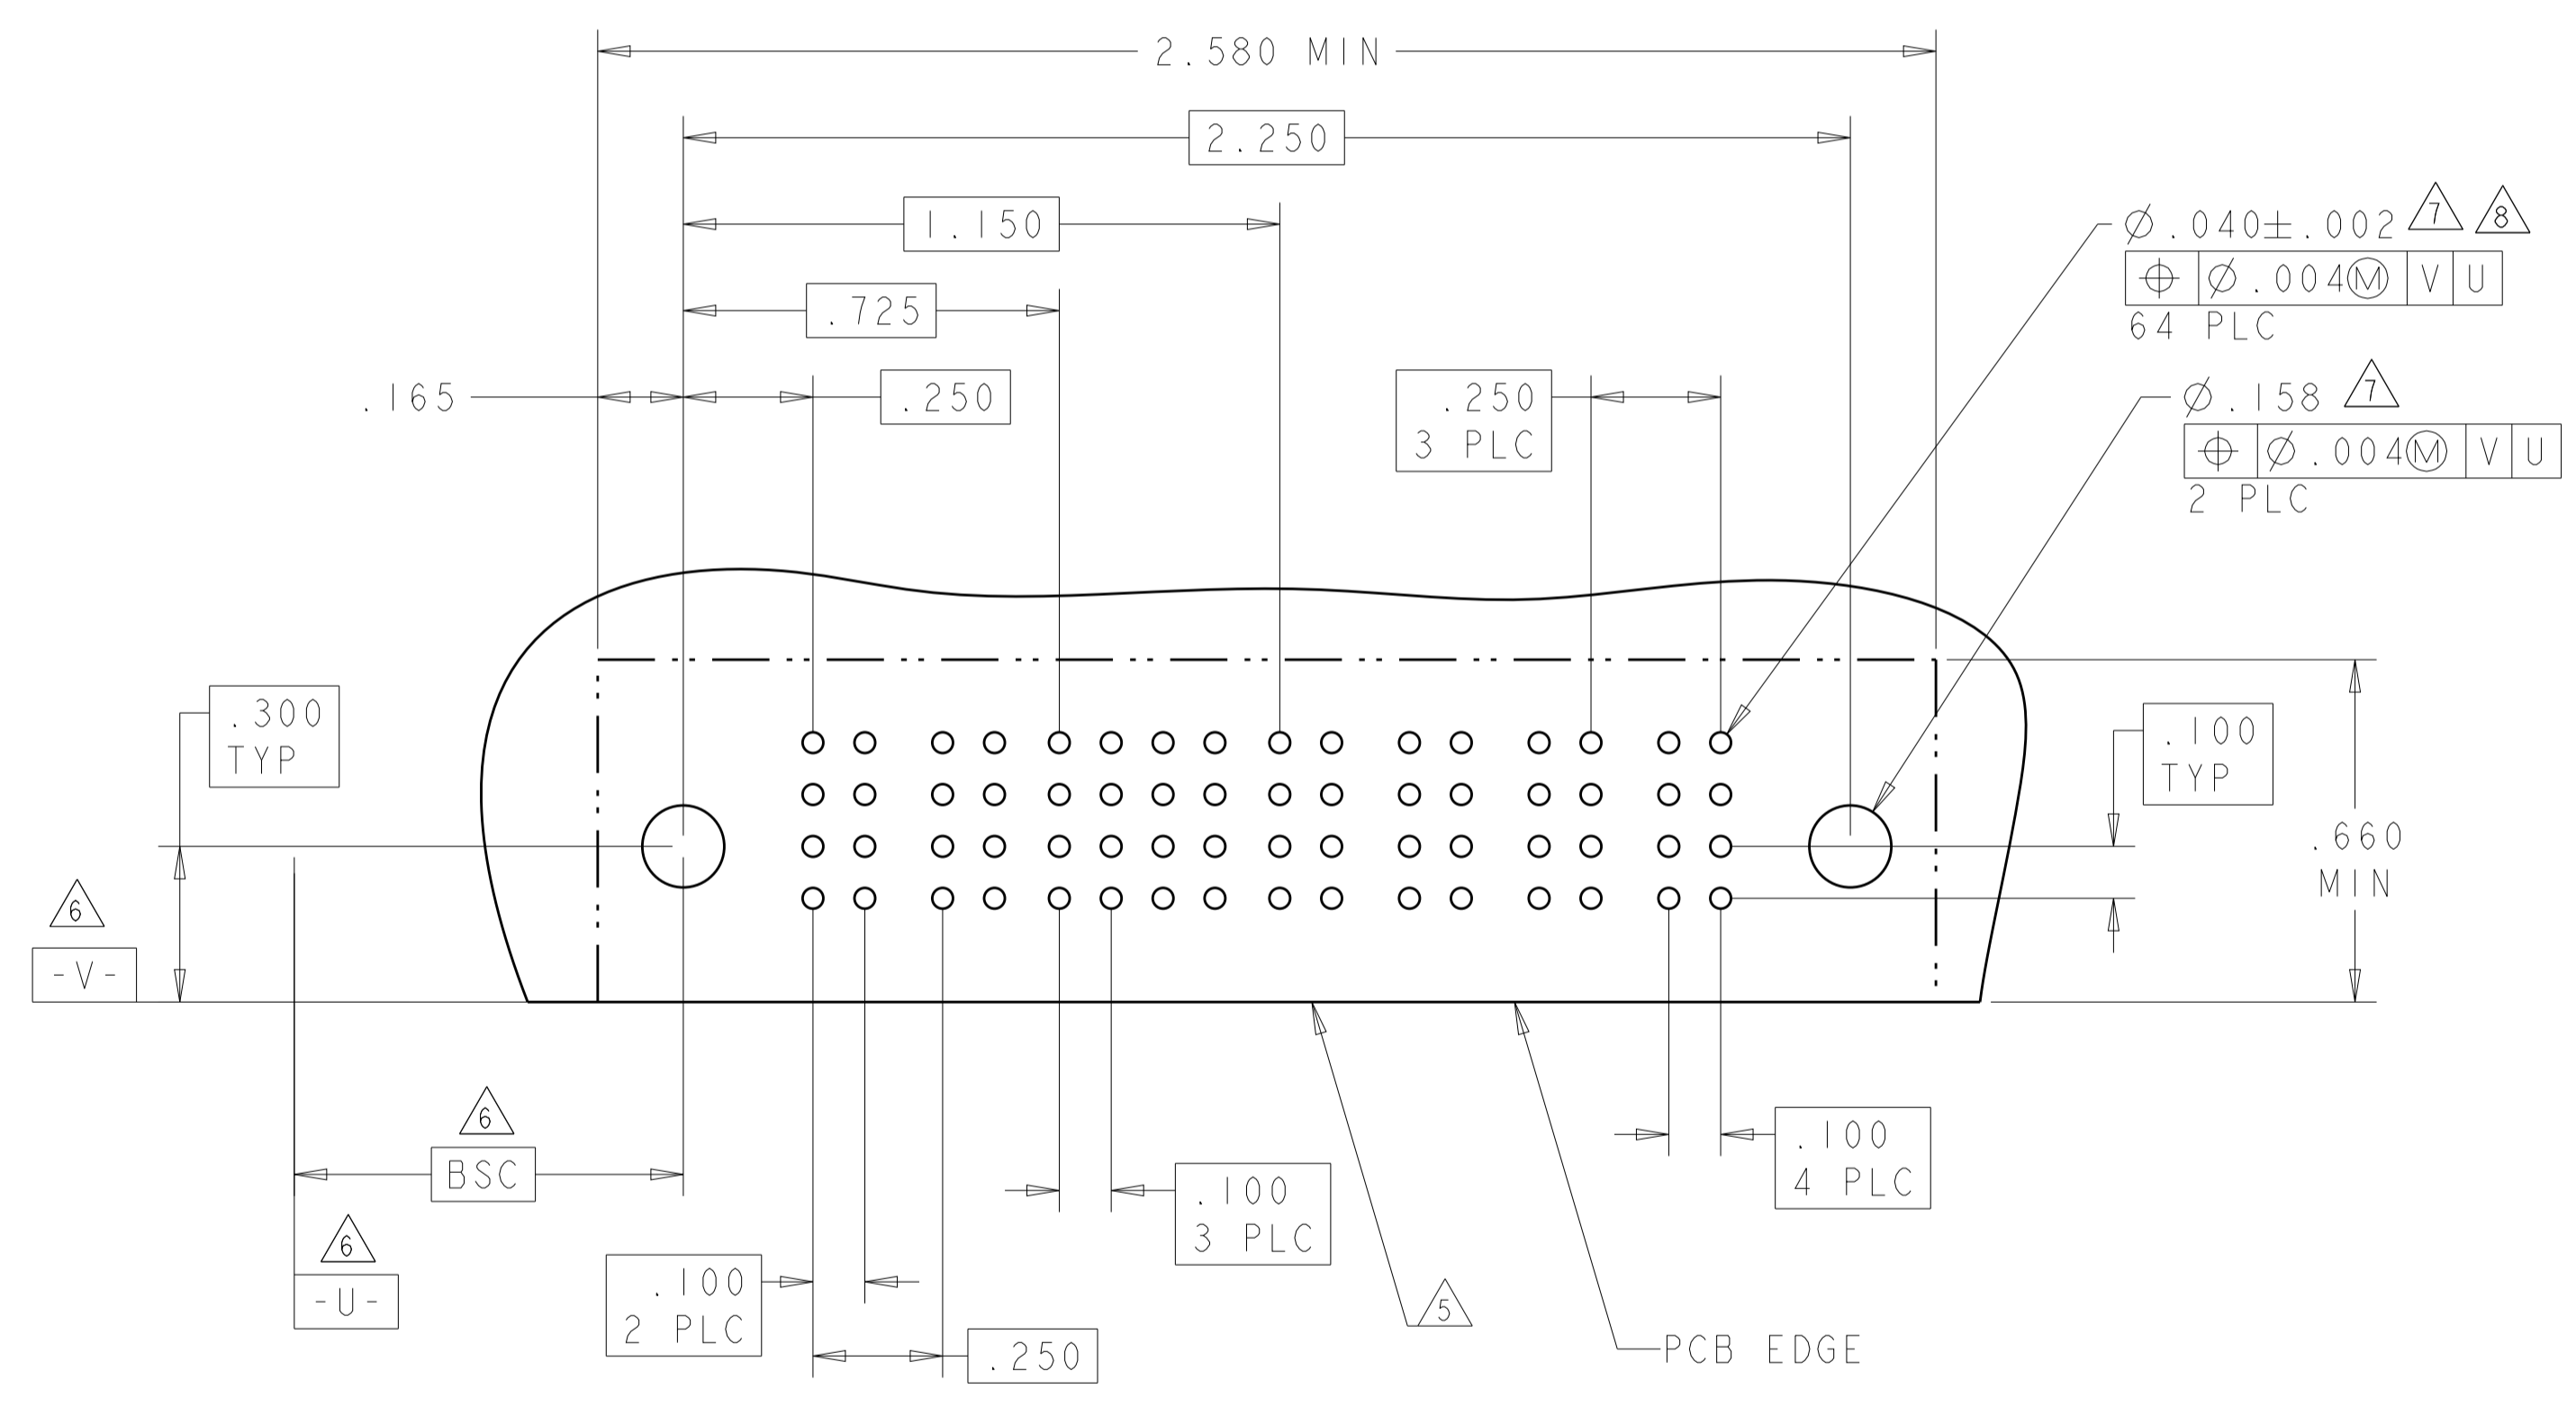 2.580 MIN
2.250
1.150
.725
.165
.250
.250
3 PLC
⌀.040±.002 7 8
⌖ ⌀.004Ⓜ V U
64 PLC
⌀.158 7
⌖ ⌀.004Ⓜ V U
2 PLC
.300
TYP
.100
TYP
.660
MIN
6
-V-
6
BSC
6
-U-
.100
2 PLC
.250
.100
3 PLC
.100
4 PLC
5
PCB EDGE